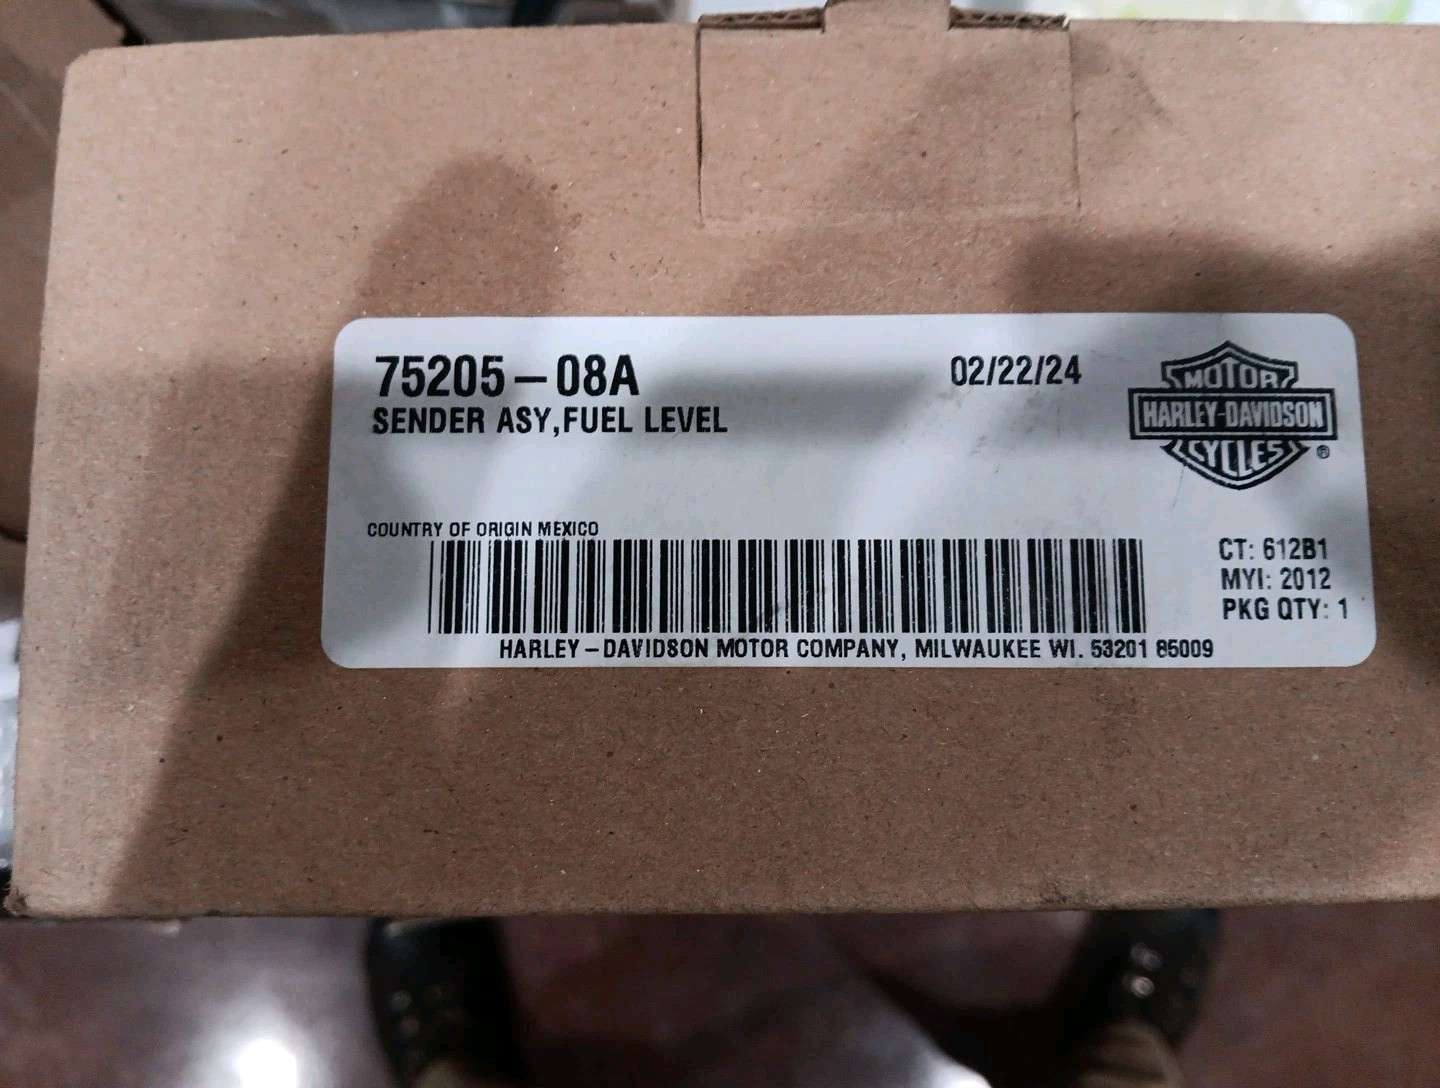 75205-08A
SENDER ASY,FUEL LEVEL
02/22/24
MOTOR
HARLEY-DAVIDSON
CYCLES
®
COUNTRY OF ORIGIN MEXICO
CT: 612B1
MYI: 2012
PKG QTY: 1
HARLEY-DAVIDSON MOTOR COMPANY, MILWAUKEE WI. 53201 85009